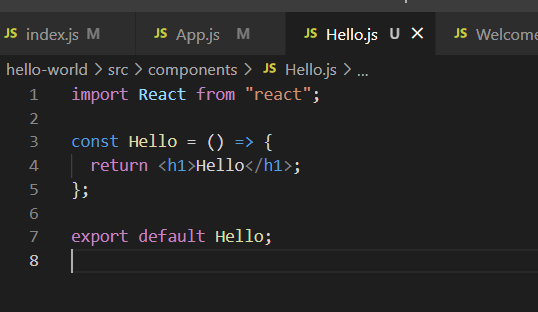 JS index.js M JS App.js M JS Hello.js U × JS Welcome
hello-world > src > components > JS Hello.js > ...
1 import React from "react";
2
3 const Hello = () => {
4   return <h1>Hello</h1>;
5 };
6
7 export default Hello;
8